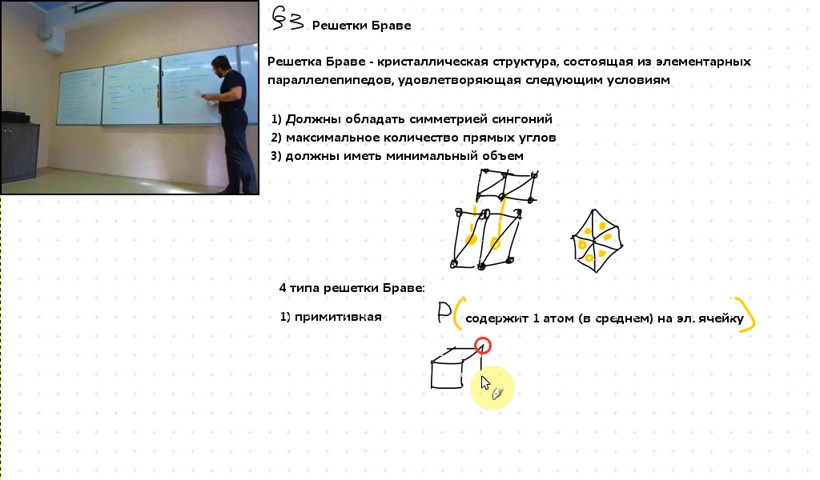 §3 Решетки Браве
Решетка Браве - кристаллическая структура, состоящая из элементарных
параллелепипедов, удовлетворяющая следующим условиям
1) Должны обладать симметрией сингоний
2) максимальное количество прямых углов
3) должны иметь минимальный объем
4 типа решетки Браве:
1) примитивная P (содержит 1 атом (в среднем) на эл. ячейку)